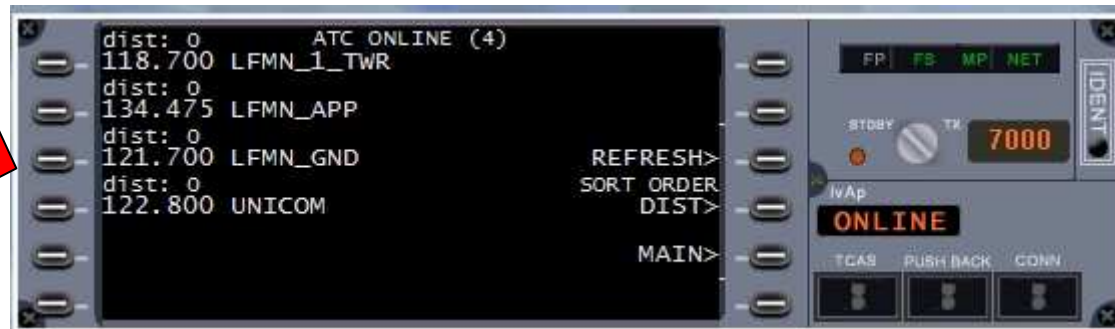 dist: 0 ATC ONLINE (4)
118.700 LFMN_1_TWR
dist: 0
134.475 LFMN_APP
dist: 0
121.700 LFMN_GND REFRESH>
dist: 0 SORT ORDER
122.800 UNICOM DIST>
MAIN>
FP FS MP NET
IDENT
STDBY TX 7000
IvAp
ONLINE
TCAS PUSH BACK CONN